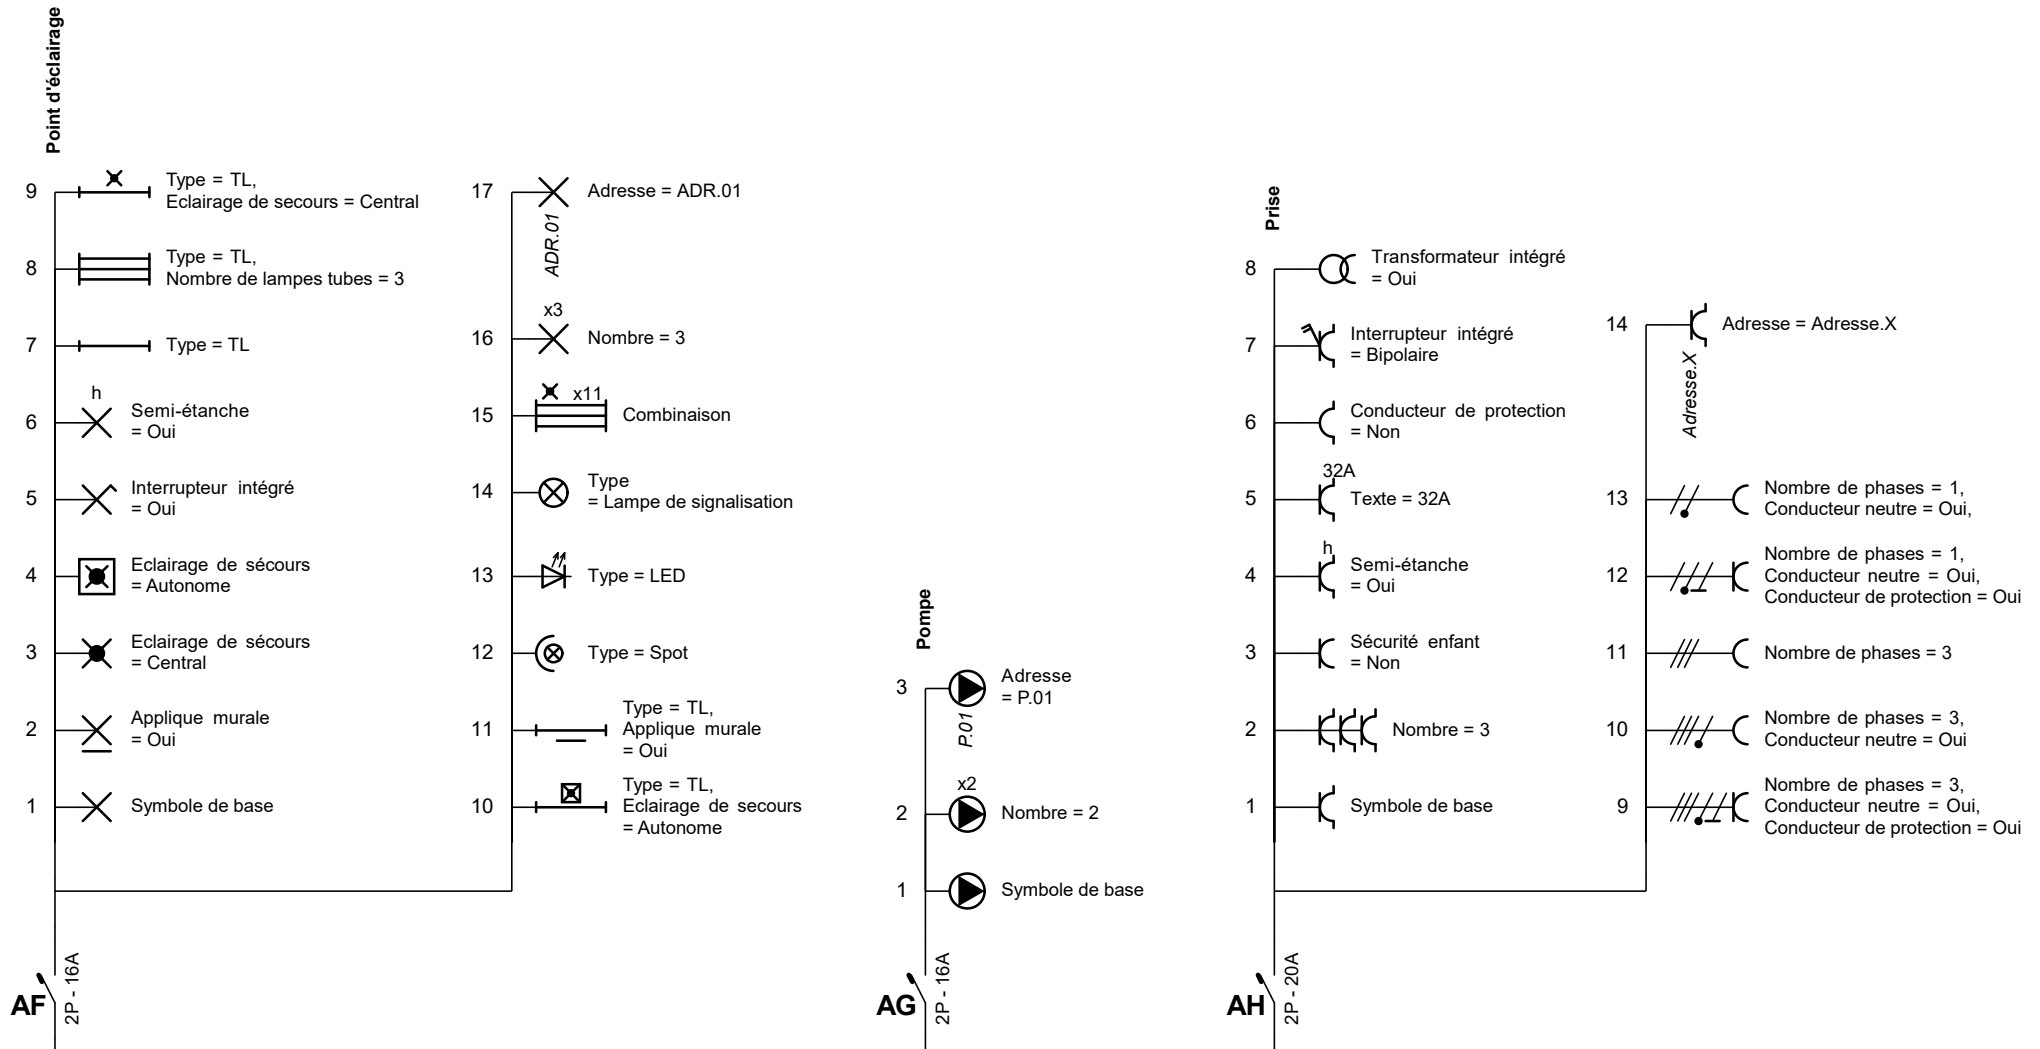 Point d'éclairage
9
Type = TL,
Eclairage de secours = Central
8
Type = TL,
Nombre de lampes tubes = 3
7
Type = TL
h
6
Semi-étanche
= Oui
5
Interrupteur intégré
= Oui
4
Eclairage de sécours
= Autonome
3
Eclairage de sécours
= Central
2
Applique murale
= Oui
1
Symbole de base
AF
2P - 16A
17
Adresse = ADR.01
ADR.01
x3
16
Nombre = 3
x11
15
Combinaison
14
Type
= Lampe de signalisation
13
Type = LED
12
Type = Spot
11
Type = TL,
Applique murale
= Oui
10
Type = TL,
Eclairage de secours
= Autonome
Pompe
3
Adresse
= P.01
P.01
x2
2
Nombre = 2
1
Symbole de base
AG
2P - 16A
Prise
8
Transformateur intégré
= Oui
7
Interrupteur intégré
= Bipolaire
6
Conducteur de protection
= Non
32A
5
Texte = 32A
h
4
Semi-étanche
= Oui
3
Sécurité enfant
= Non
2
Nombre = 3
1
Symbole de base
AH
2P - 20A
14
Adresse = Adresse.X
Adresse.X
13
Nombre de phases = 1,
Conducteur neutre = Oui,
12
Nombre de phases = 1,
Conducteur neutre = Oui,
Conducteur de protection = Oui
11
Nombre de phases = 3
10
Nombre de phases = 3,
Conducteur neutre = Oui
9
Nombre de phases = 3,
Conducteur neutre = Oui,
Conducteur de protection = Oui